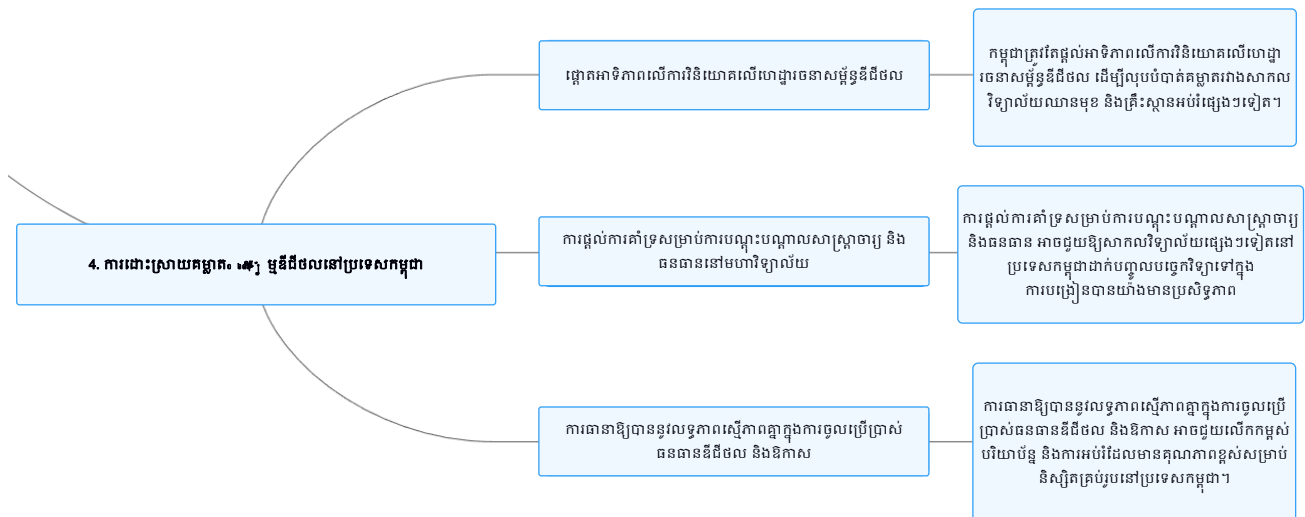 ផ្តោតអាទិភាពលើការវិនិយោគលើហេដ្ឋារចនាសម្ព័ន្ធឌីជីថល
កម្ពុជាត្រូវតែផ្តល់អាទិភាពលើការវិនិយោគលើហេដ្ឋា
រចនាសម្ព័ន្ធឌីជីថល ដើម្បីលុបបំបាត់គម្លាតរវាងសាកល
វិទ្យាល័យឈានមុខ និងគ្រឹះស្ថានអប់រំផ្សេងៗទៀត។
4. ការដោះស្រាយគម្លាត ម្មឌីជីថលនៅប្រទេសកម្ពុជា
ការផ្តល់ការគាំទ្រសម្រាប់ការបណ្តុះបណ្តាលសាស្ត្រាចារ្យ និង
ធនធាននៅមហាវិទ្យាល័យ
ការផ្តល់ការគាំទ្រសម្រាប់ការបណ្តុះបណ្តាលសាស្ត្រាចារ្យ
និងធនធាន អាចជួយឱ្យសាកលវិទ្យាល័យផ្សេងៗទៀតនៅ
ប្រទេសកម្ពុជាដាក់បញ្ចូលបច្ចេកវិទ្យាទៅក្នុង
ការបង្រៀនបានយ៉ាងមានប្រសិទ្ធភាព
ការធានាឱ្យបាននូវលទ្ធភាពស្មើភាពគ្នាក្នុងការចូលប្រើប្រាស់
ធនធានឌីជីថល និងឱកាស
ការធានាឱ្យបាននូវលទ្ធភាពស្មើភាពគ្នាក្នុងការចូលប្រើ
ប្រាស់ធនធានឌីជីថល និងឱកាស អាចជួយលើកកម្ពស់
បរិយាប័ន្ន និងការអប់រំដែលមានគុណភាពខ្ពស់សម្រាប់
និស្សិតគ្រប់រូបនៅប្រទេសកម្ពុជា។